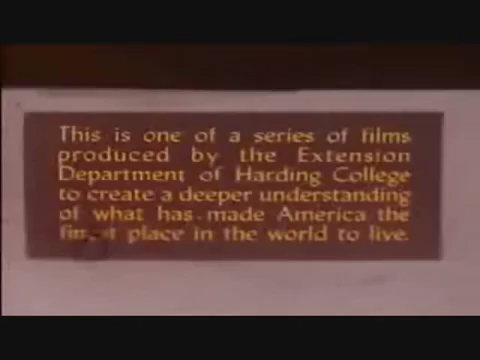 This is one of a series of films
produced by the Extension
Department of Harding College
to create a deeper understanding
of what has made America the
finest place in the world to live.